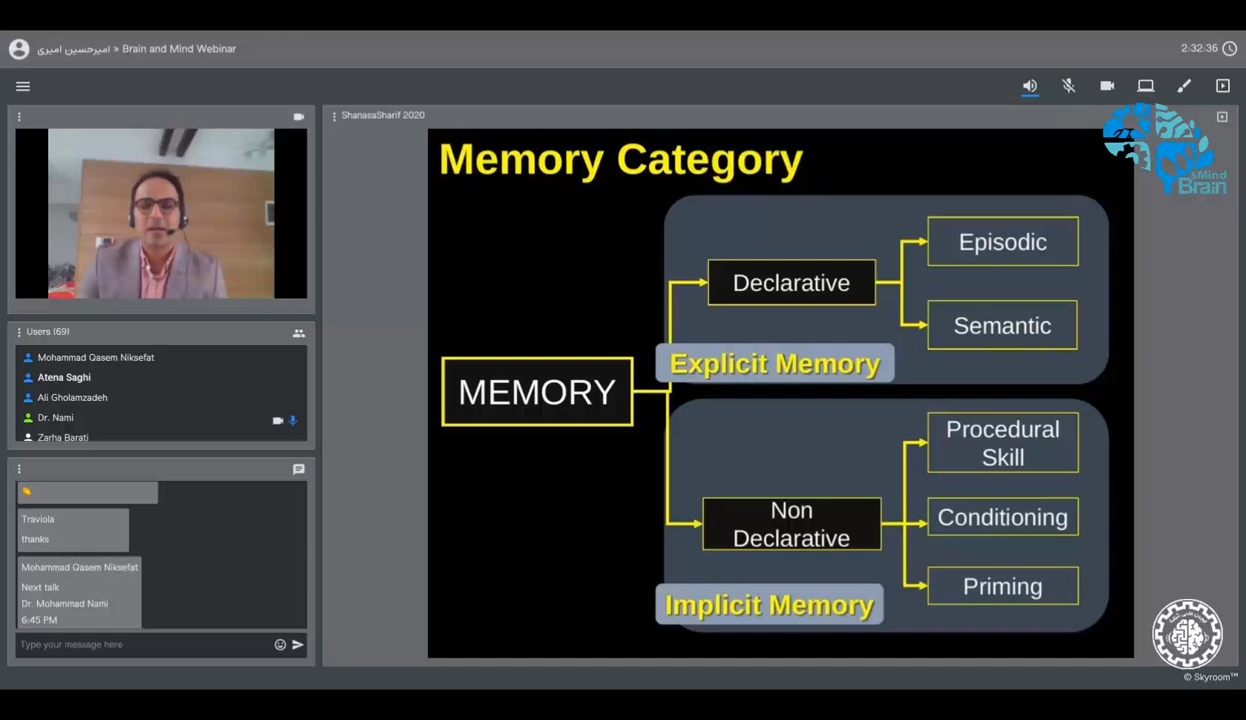 امیرحسین امیری » Brain and Mind Webinar
2:32:36
ShanasaSharif 2020
&Mind
Brain
Memory Category
Episodic
Declarative
Semantic
Explicit Memory
MEMORY
Procedural
Skill
Non
Declarative
Conditioning
Priming
Implicit Memory
Users (69)
Mohammad Qasem Niksefat
Atena Saghi
Ali Gholamzadeh
Dr. Nami
Zarha Barati
Traviola
thanks
Mohammad Qasem Niksefat
Next talk
Dr. Mohammad Nami
6:45 PM
Type your message here
© Skyroom™